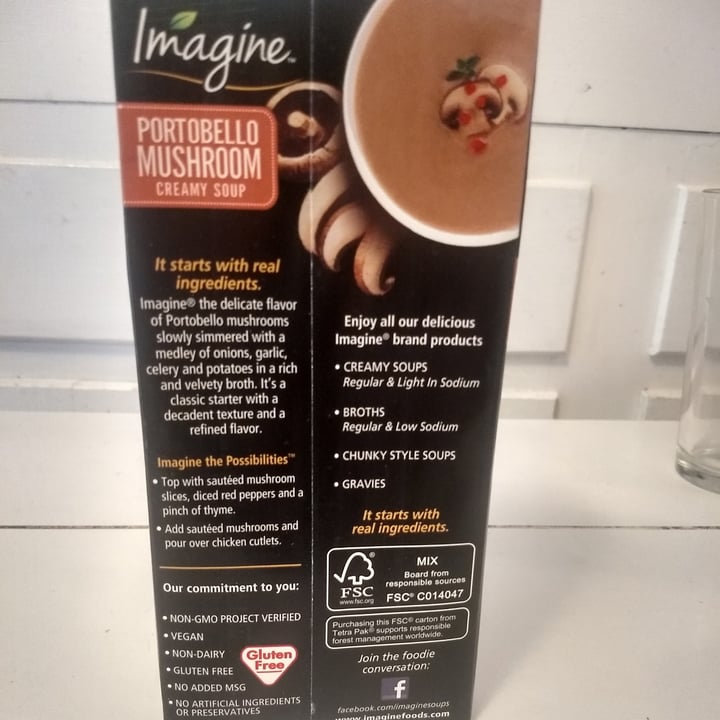 Imagine™
PORTOBELLO
MUSHROOM
CREAMY SOUP
It starts with real
ingredients.
Imagine® the delicate flavor
of Portobello mushrooms
slowly simmered with a
medley of onions, garlic,
celery and potatoes in a rich
and velvety broth. It's a
classic starter with a
decadent texture and a
refined flavor.
Imagine the Possibilities™
• Top with sautéed mushroom
slices, diced red peppers and a
pinch of thyme.
• Add sautéed mushrooms and
pour over chicken cutlets.
Our commitment to you:
• NON-GMO PROJECT VERIFIED
• VEGAN
• NON-DAIRY
• GLUTEN FREE
• NO ADDED MSG
• NO ARTIFICIAL INGREDIENTS
OR PRESERVATIVES
Gluten
Free
Enjoy all our delicious
Imagine® brand products
• CREAMY SOUPS
Regular & Light In Sodium
• BROTHS
Regular & Low Sodium
• CHUNKY STYLE SOUPS
• GRAVIES
It starts with
real ingredients.
FSC
www.fsc.org
MIX
Board from
responsible sources
FSC® C014047
Purchasing this FSC® carton from
Tetra Pak® supports responsible
forest management worldwide.
Join the foodie
conversation:
f
facebook.com/imaginesoups
www.imaginefoods.com